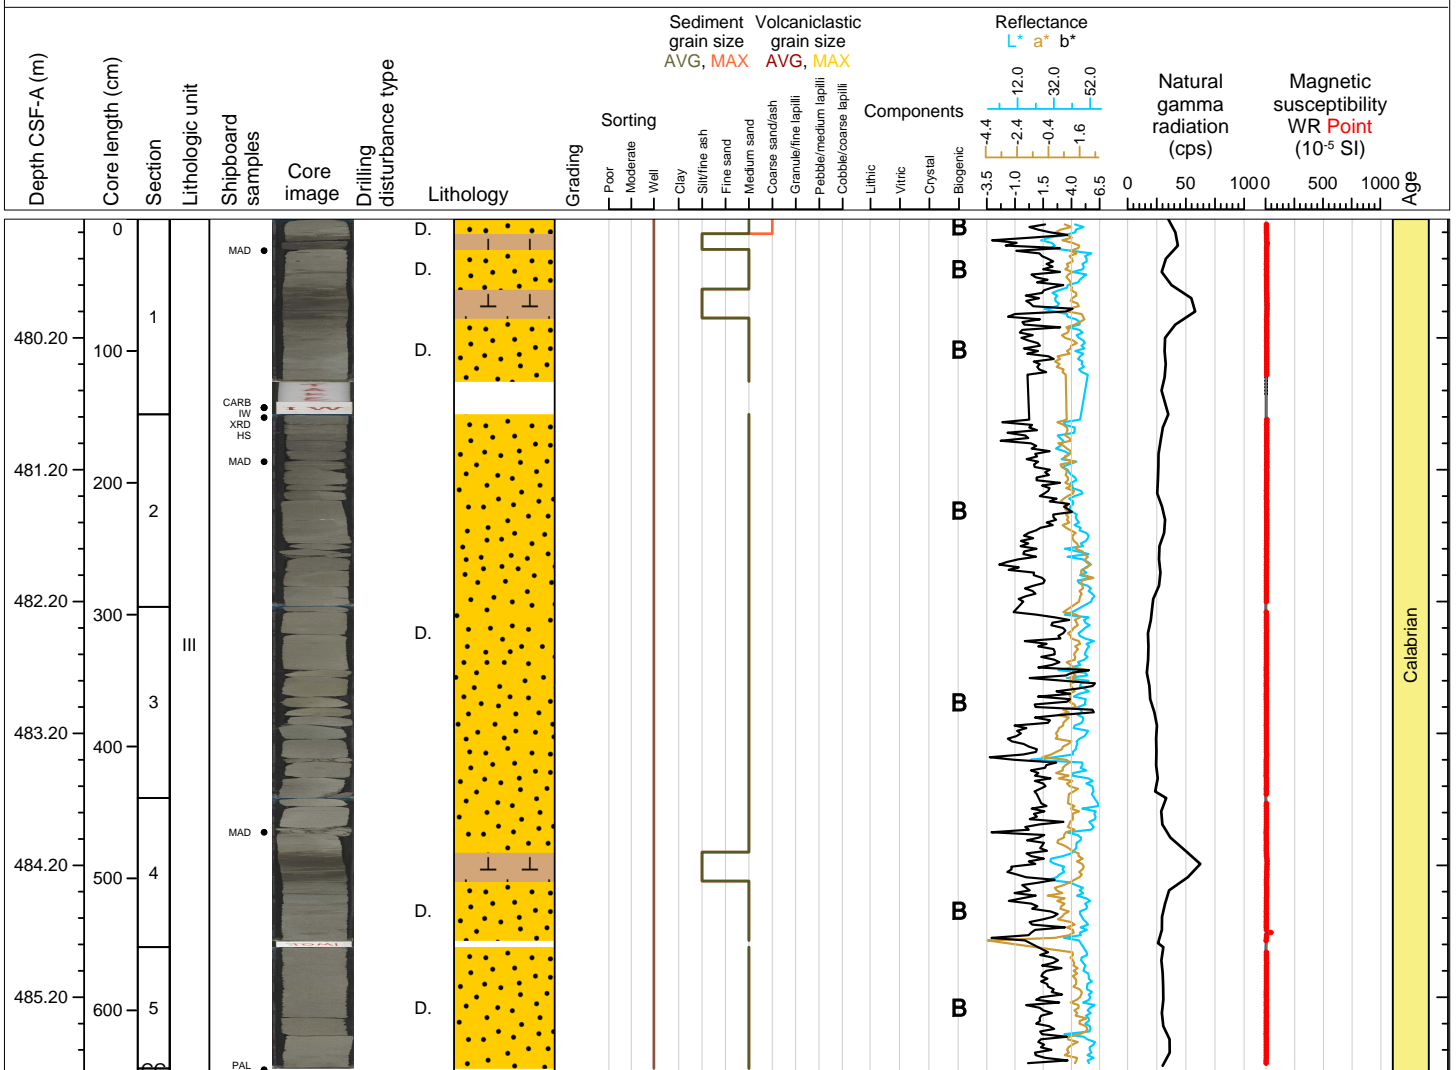 Depth CSF-A (m)
Core length (cm)
Section
Lithologic unit
Shipboard
samples
Core
image
Drilling
disturbance type
Lithology
Grading
Sorting
Poor
Moderate
Well
Sediment
grain size
AVG, MAX
Volcaniclastic
grain size
AVG, MAX
Clay
Silt/fine ash
Fine sand
Medium sand
Coarse sand/ash
Granule/fine lapilli
Pebble/medium lapilli
Cobble/coarse lapilli
Components
Lithic
Vitric
Crystal
Biogenic
Reflectance
L* a* b*
12.0 32.0 52.0
-4.4 -2.4 -0.4 1.6
-3.5 -1.0 1.5 4.0 6.5
Natural
gamma
radiation
(cps)
0 50 100
Magnetic
susceptibility
WR Point
(10-5 SI)
0 500 1000
Age
480.20
481.20
482.20
483.20
484.20
485.20
0
100
200
300
400
500
600
1
2
3
4
5
CC
III
MAD
CARB
IW
XRD
HS
MAD
MAD
PAL
D.
D.
D.
D.
D.
D.
B
B
B
B
B
B
B
Calabrian